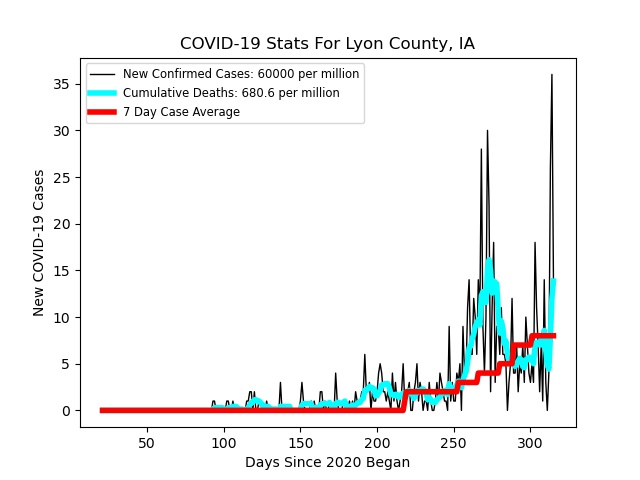 COVID-19 Stats For Lyon County, IA
New Confirmed Cases: 60000 per million
Cumulative Deaths: 680.6 per million
7 Day Case Average
New COVID-19 Cases
35
30
25
20
15
10
5
0
50 100 150 200 250 300
Days Since 2020 Began